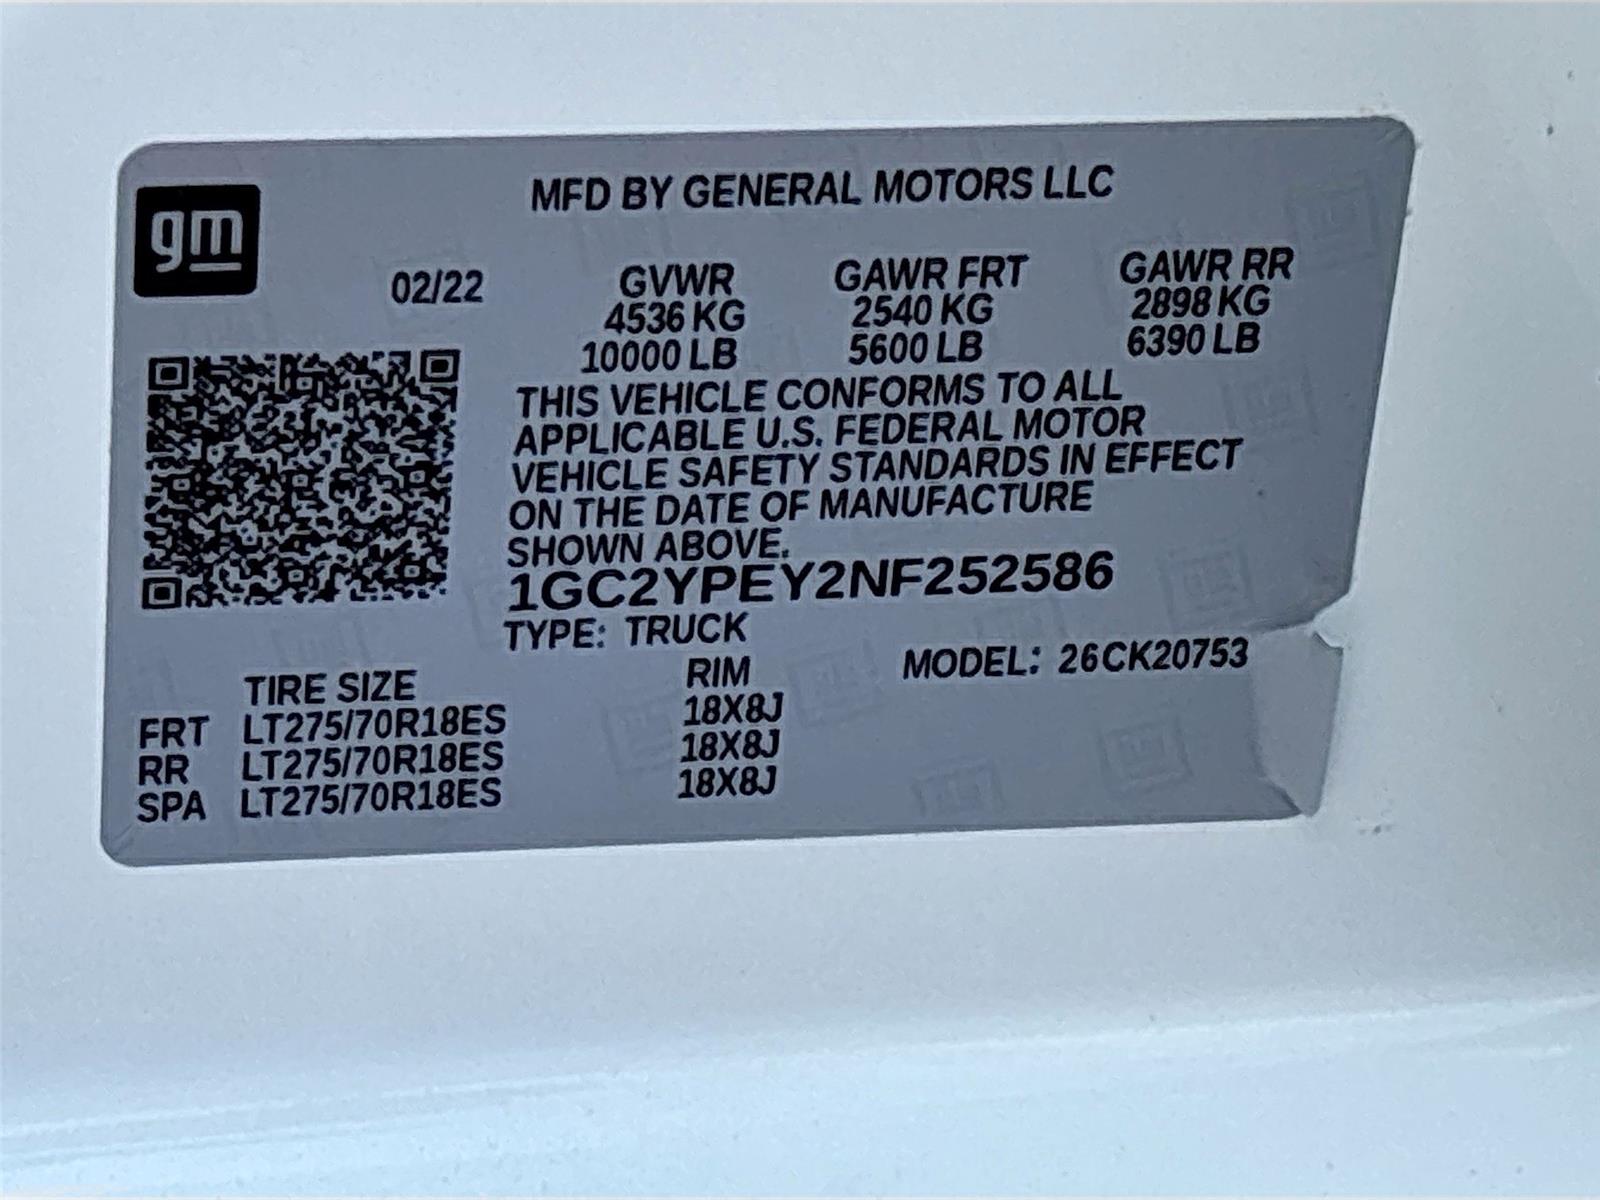 gm
MFD BY GENERAL MOTORS LLC
02/22 GVWR GAWR FRT GAWR RR
4536 KG 2540 KG 2898 KG
10000 LB 5600 LB 6390 LB
THIS VEHICLE CONFORMS TO ALL
APPLICABLE U.S. FEDERAL MOTOR
VEHICLE SAFETY STANDARDS IN EFFECT
ON THE DATE OF MANUFACTURE
SHOWN ABOVE.
1GC2YPEY2NF252586
TYPE: TRUCK
MODEL: 26CK20753
TIRE SIZE RIM
FRT LT275/70R18ES 18X8J
RR LT275/70R18ES 18X8J
SPA LT275/70R18ES 18X8J